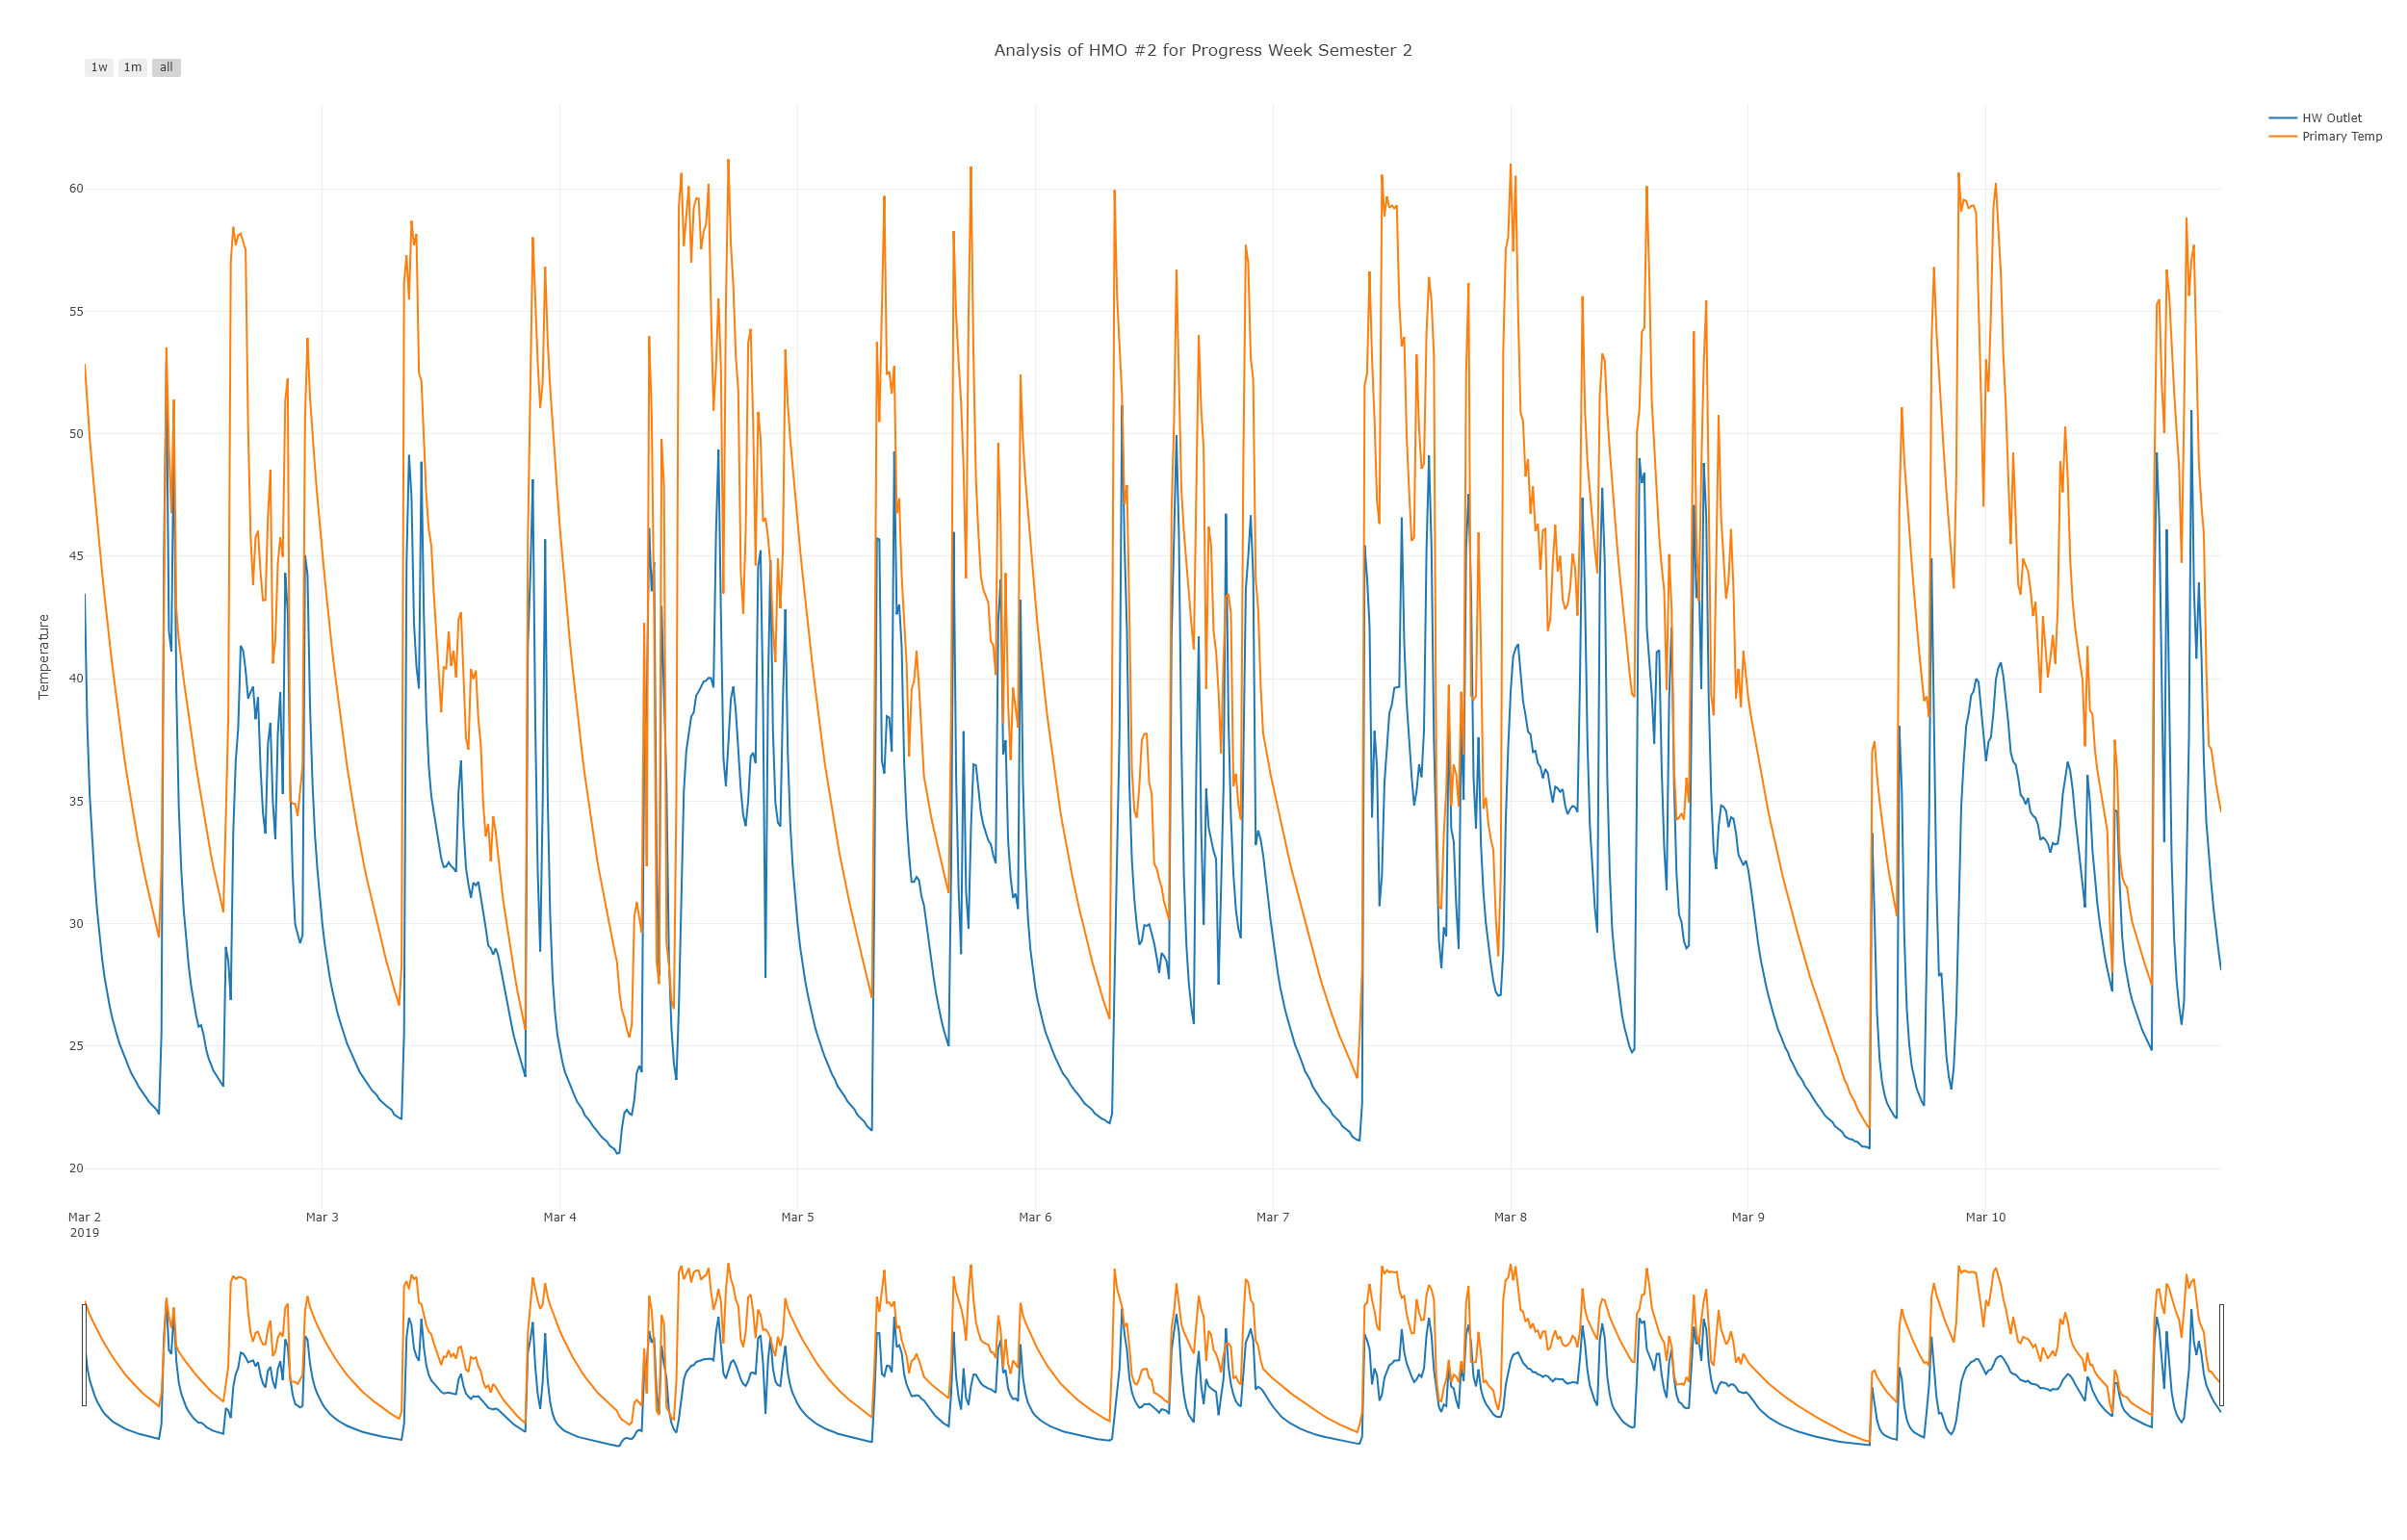 Analysis of HMO #2 for Progress Week Semester 2
1w 1m all
HW Outlet
Primary Temp
60
55
50
45
40
35
30
25
20
Temperature
Mar 2 Mar 3 Mar 4 Mar 5 Mar 6 Mar 7 Mar 8 Mar 9 Mar 10
2019